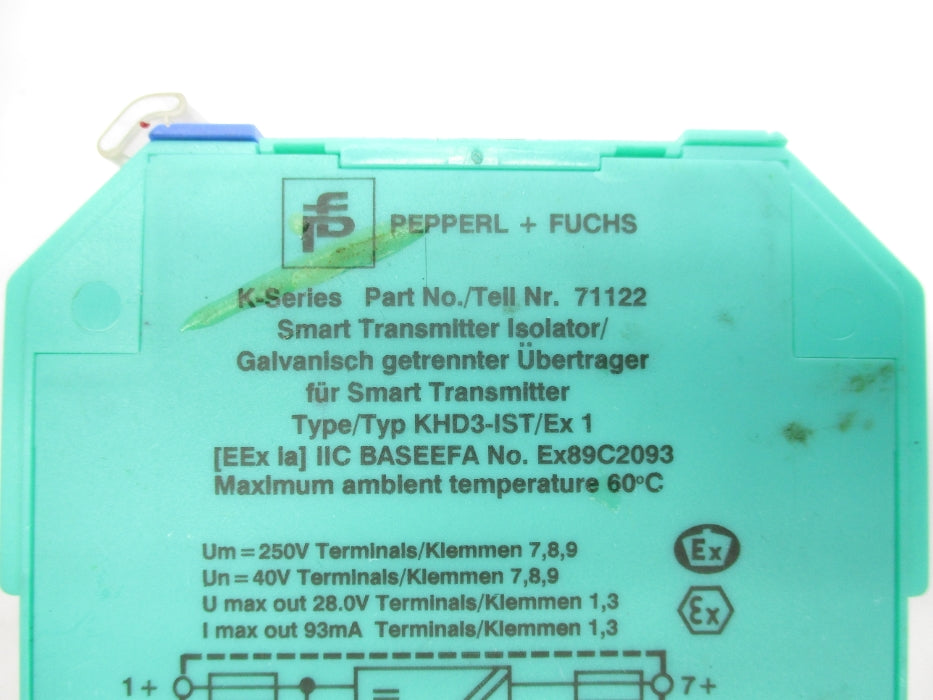 PEPPERL + FUCHS
K-Series Part No./Teil Nr. 71122
Smart Transmitter Isolator/
Galvanisch getrennter Übertrager
für Smart Transmitter
Type/Typ KHD3-IST/Ex 1
[EEx ia] IIC BASEEFA No. Ex89C2093
Maximum ambient temperature 60°C
Um = 250V Terminals/Klemmen 7,8,9
Un = 40V Terminals/Klemmen 7,8,9
U max out 28.0V Terminals/Klemmen 1,3
I max out 93mA Terminals/Klemmen 1,3
Ex
Ex
1+ 7+